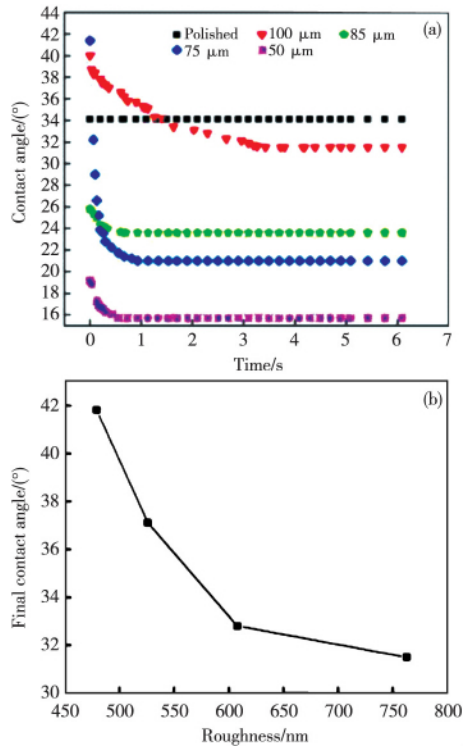 44
42
40
38
36
34
32
30
28
26
24
22
20
18
16
Polished 100 μm 85 μm
75 μm 50 μm
(a)
Contact angle/(°)
0 1 2 3 4 5 6 7
Time/s
(b)
42
40
38
36
34
32
30
Final contact angle/(°)
450 500 550 600 650 700 750 800
Roughness/nm